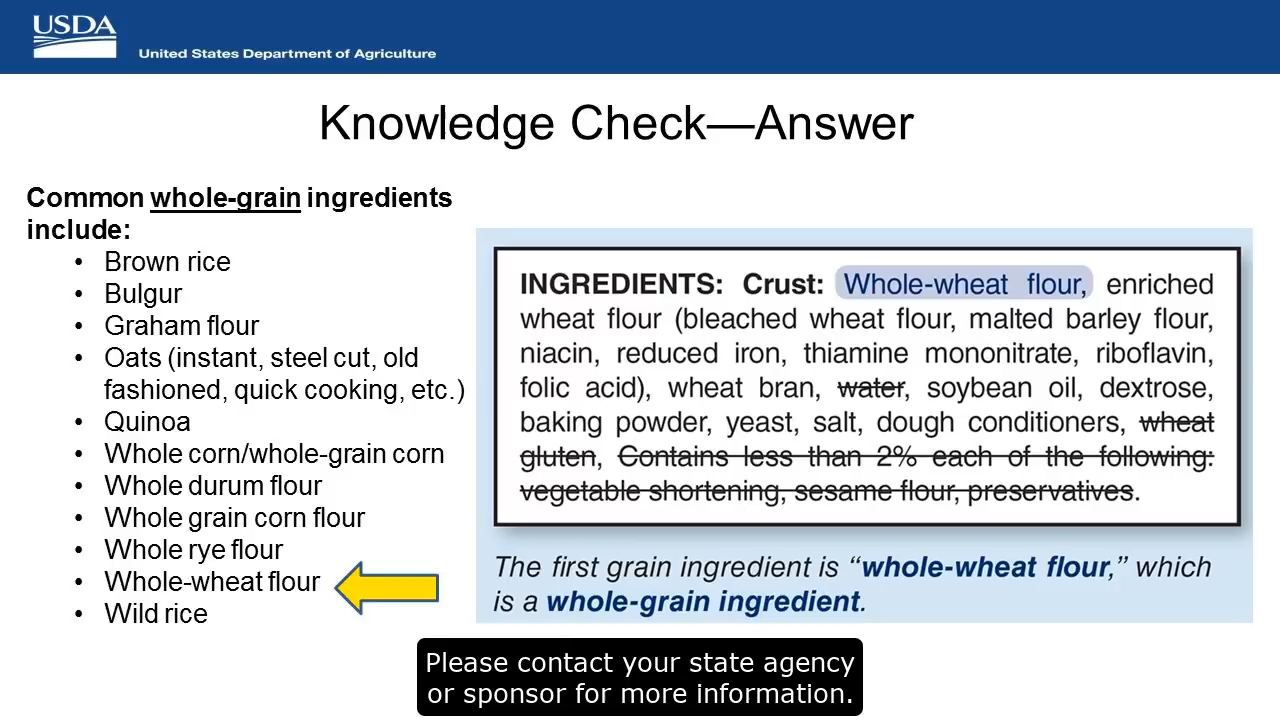 USDA
United States Department of Agriculture
Knowledge Check—Answer
Common whole-grain ingredients
include:
• Brown rice
• Bulgur
• Graham flour
• Oats (instant, steel cut, old
fashioned, quick cooking, etc.)
• Quinoa
• Whole corn/whole-grain corn
• Whole durum flour
• Whole grain corn flour
• Whole rye flour
• Whole-wheat flour
• Wild rice
INGREDIENTS: Crust: Whole-wheat flour, enriched
wheat flour (bleached wheat flour, malted barley flour,
niacin, reduced iron, thiamine mononitrate, riboflavin,
folic acid), wheat bran, water, soybean oil, dextrose,
baking powder, yeast, salt, dough conditioners, wheat
gluten, Contains less than 2% each of the following:
vegetable shortening, sesame flour, preservatives.
The first grain ingredient is “whole-wheat flour,” which
is a whole-grain ingredient.
Please contact your state agency
or sponsor for more information.